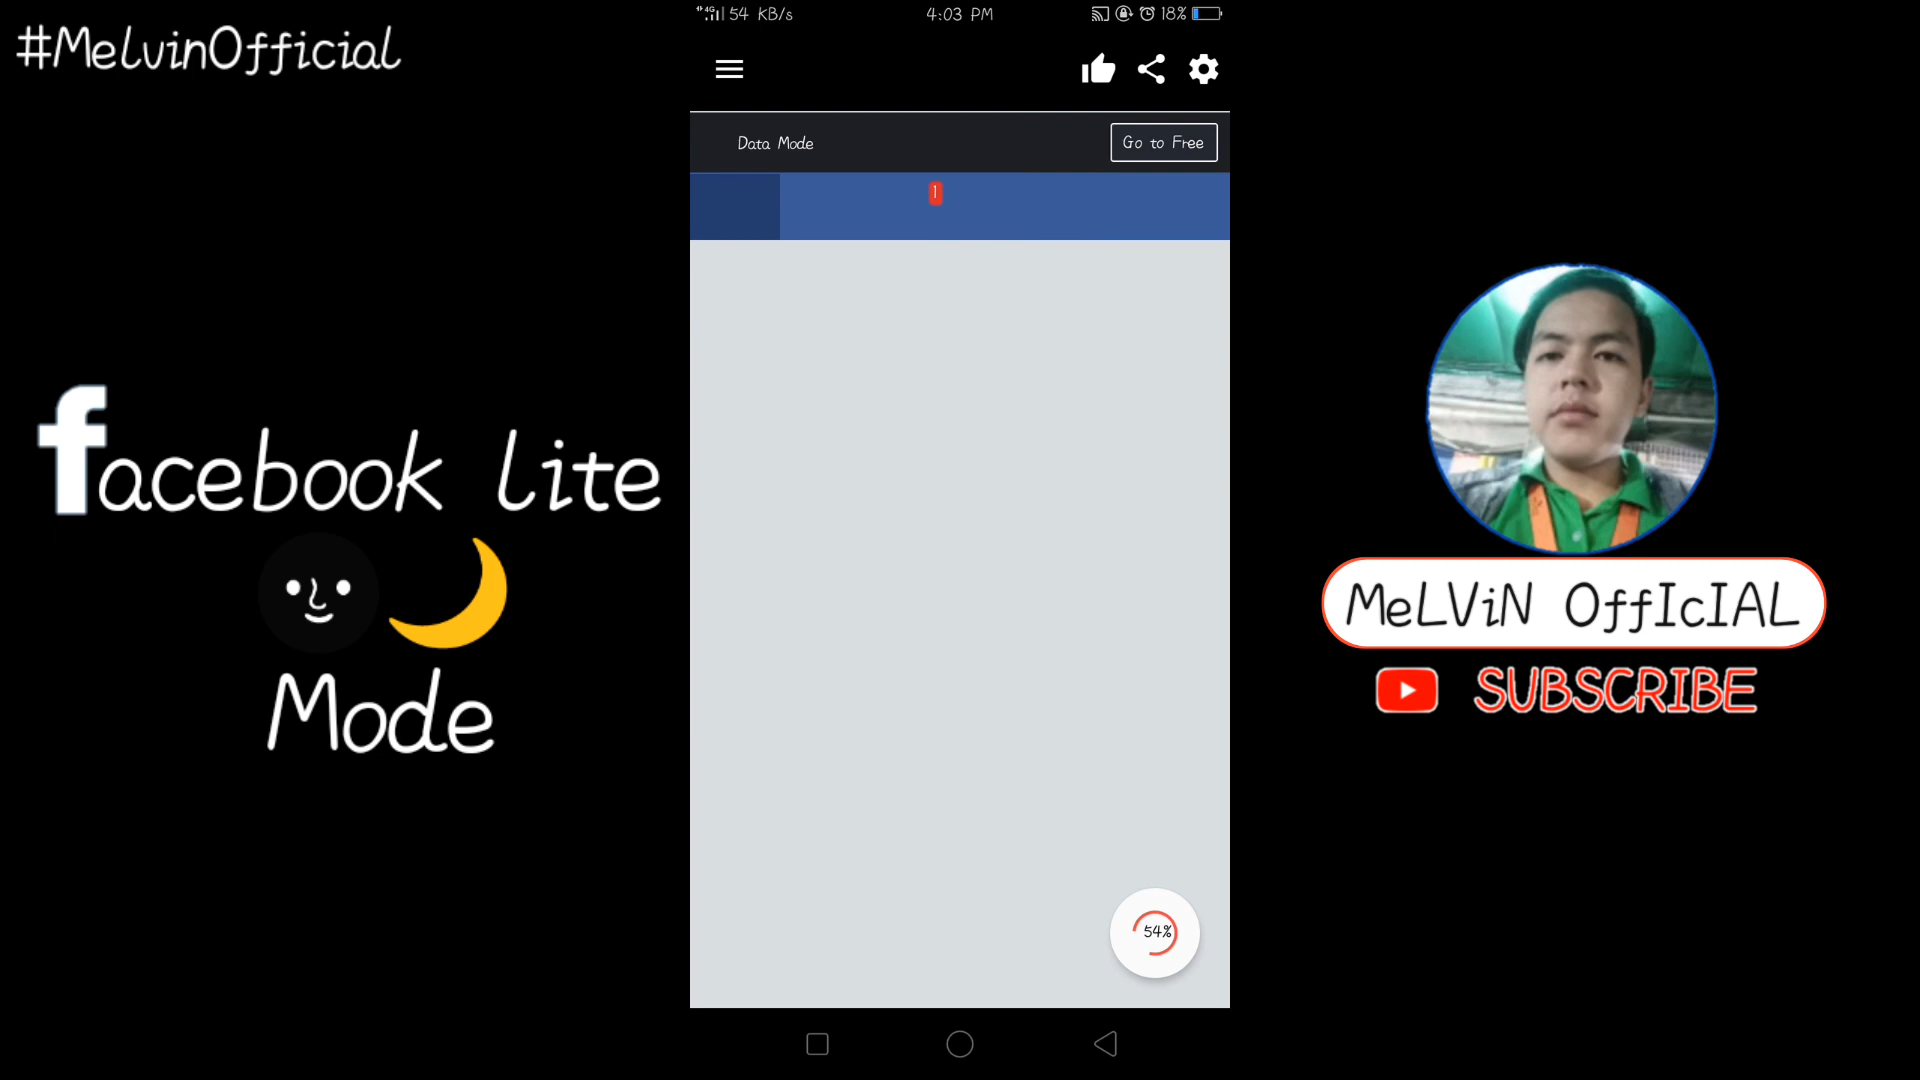 #MelvinOfficial
facebook lite
Mode
4G 54 KB/s
4:03 PM
18%
Data Mode
Go to Free
1
54%
MeLViN OffIcIAL
SUBSCRIBE